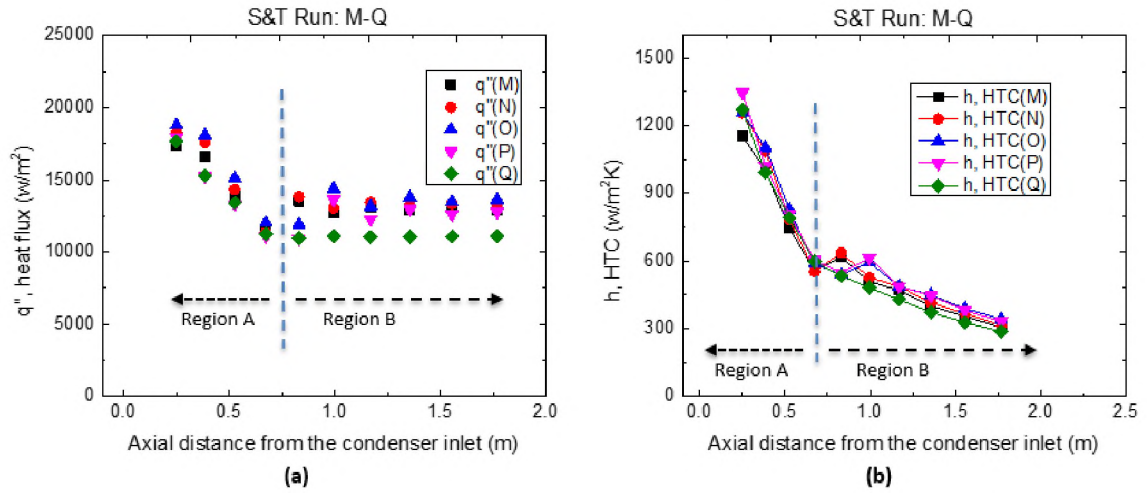 S&T Run: M-Q
25000
20000
15000
10000
5000
0
q", heat flux (w/m²)
q"(M)
q"(N)
q"(O)
q"(P)
q"(Q)
Region A
Region B
0.0 0.5 1.0 1.5 2.0
Axial distance from the condenser inlet (m)
(a)
S&T Run: M-Q
1500
1200
900
600
300
0
h, HTC (w/m²K)
h, HTC(M)
h, HTC(N)
h, HTC(O)
h, HTC(P)
h, HTC(Q)
Region A
Region B
0.0 0.5 1.0 1.5 2.0 2.5
Axial distance from the condenser inlet (m)
(b)